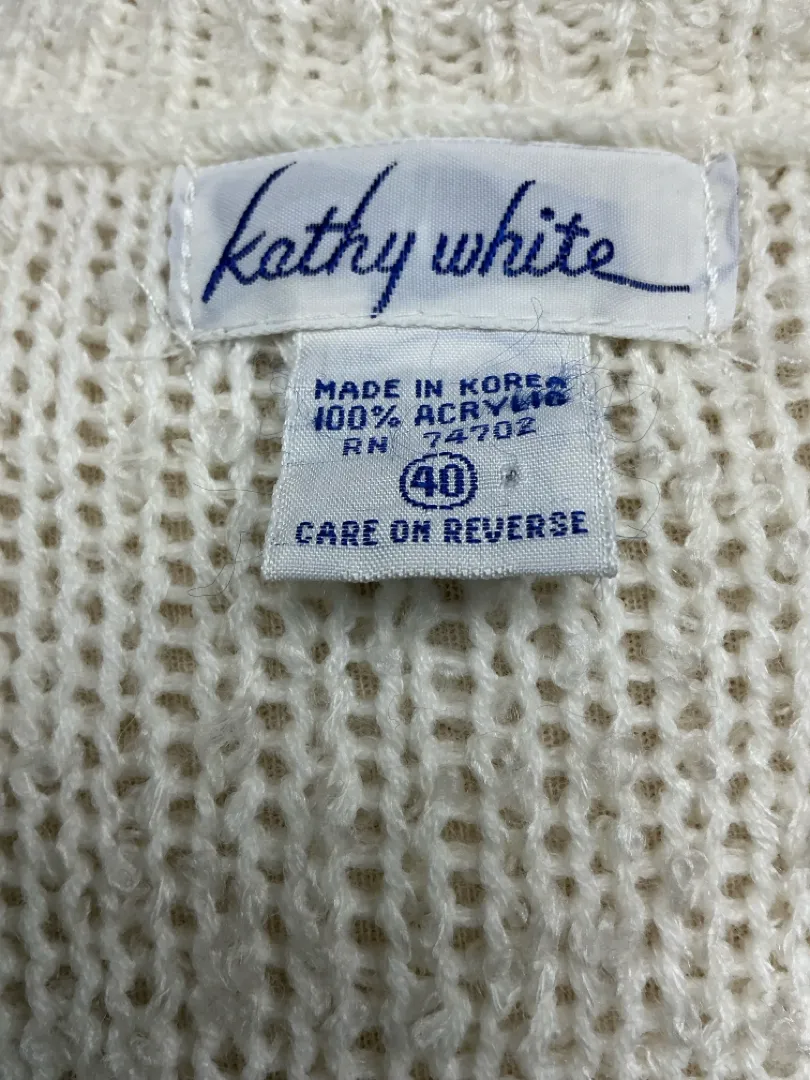 kathy white
MADE IN KOREA
100% ACRYLIC
RN 74702
40
CARE ON REVERSE